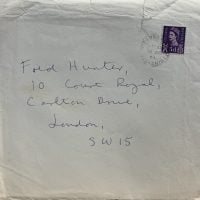 Fred Hunter,
10 Court Royal,
Carlton Drive,
London,
SW15